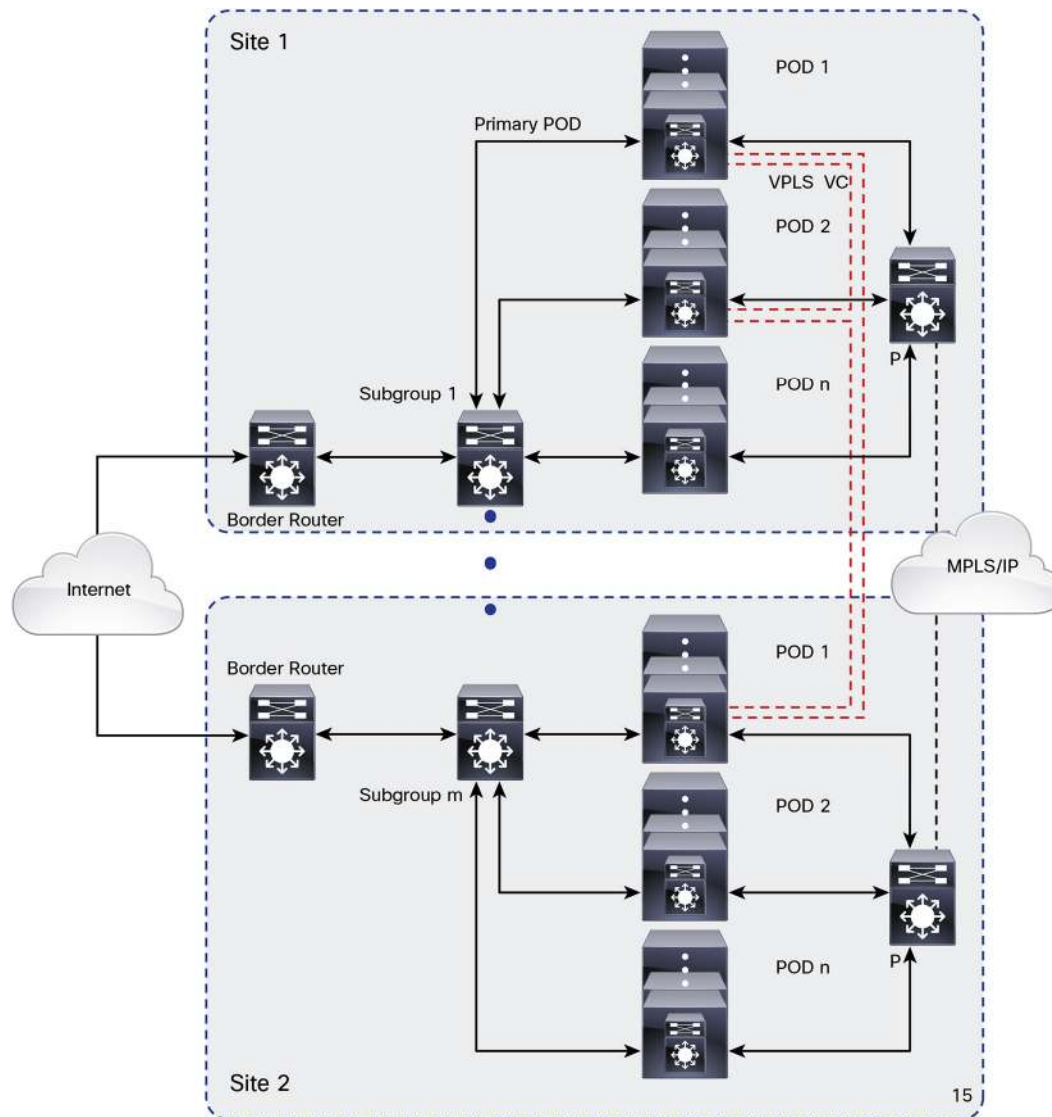 Site 1
POD 1
Primary POD
VPLS VC
POD 2
P
POD n
Subgroup 1
Border Router
Internet
MPLS/IP
POD 1
Border Router
Subgroup m
POD 2
POD n
P
Site 2
15